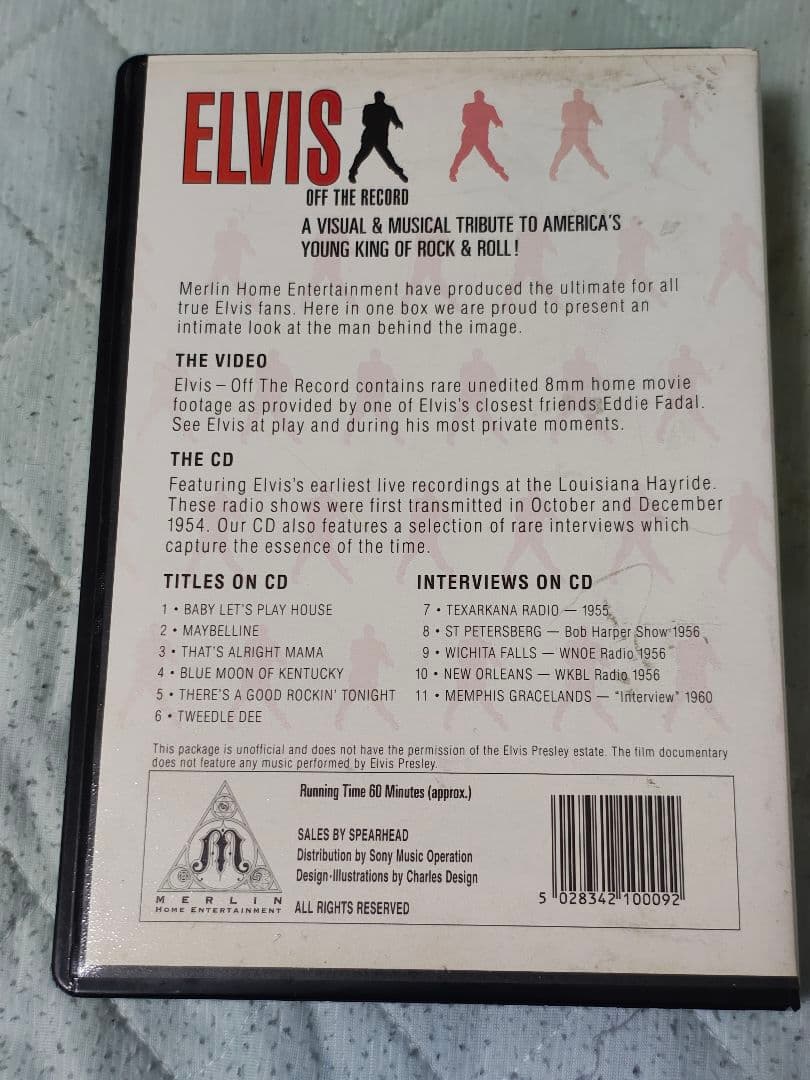 ELVIS
OFF THE RECORD
A VISUAL & MUSICAL TRIBUTE TO AMERICA'S
YOUNG KING OF ROCK & ROLL!
Merlin Home Entertainment have produced the ultimate for all
true Elvis fans. Here in one box we are proud to present an
intimate look at the man behind the image.
THE VIDEO
Elvis – Off The Record contains rare unedited 8mm home movie
footage as provided by one of Elvis's closest friends Eddie Fadal.
See Elvis at play and during his most private moments.
THE CD
Featuring Elvis's earliest live recordings at the Louisiana Hayride.
These radio shows were first transmitted in October and December
1954. Our CD also features a selection of rare interviews which
capture the essence of the time.
TITLES ON CD
1 • BABY LET'S PLAY HOUSE
2 • MAYBELLINE
3 • THAT'S ALRIGHT MAMA
4 • BLUE MOON OF KENTUCKY
5 • THERE'S A GOOD ROCKIN' TONIGHT
6 • TWEEDLE DEE
INTERVIEWS ON CD
7 • TEXARKANA RADIO — 1955
8 • ST PETERSBERG — Bob Harper Show 1956
9 • WICHITA FALLS — WNOE Radio 1956
10 • NEW ORLEANS — WKBL Radio 1956
11 • MEMPHIS GRACELANDS — "Interview" 1960
This package is unofficial and does not have the permission of the Elvis Presley estate. The film documentary
does not feature any music performed by Elvis Presley.
M
MERLIN
HOME ENTERTAINMENT
Running Time 60 Minutes (approx.)
SALES BY SPEARHEAD
Distribution by Sony Music Operation
Design-Illustrations by Charles Design
ALL RIGHTS RESERVED
5 028342 100092